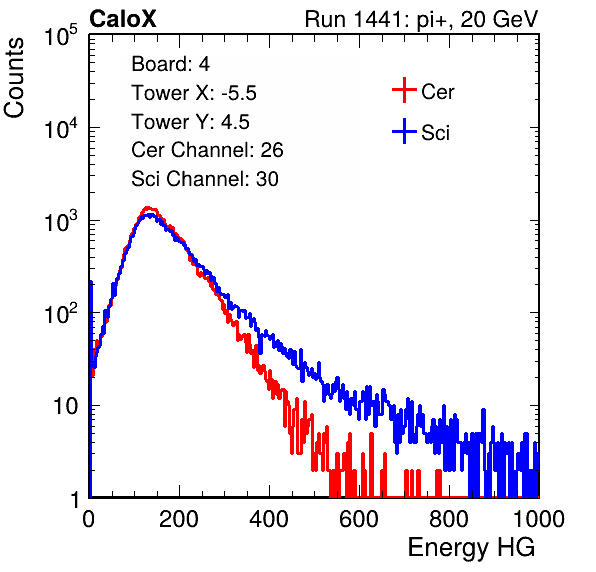 CaloX Run 1441: pi+, 20 GeV
Counts
Board: 4
Tower X: -5.5
Tower Y: 4.5
Cer Channel: 26
Sci Channel: 30
Cer
Sci
10^5
10^4
10^3
10^2
10
1
0 200 400 600 800 1000
Energy HG